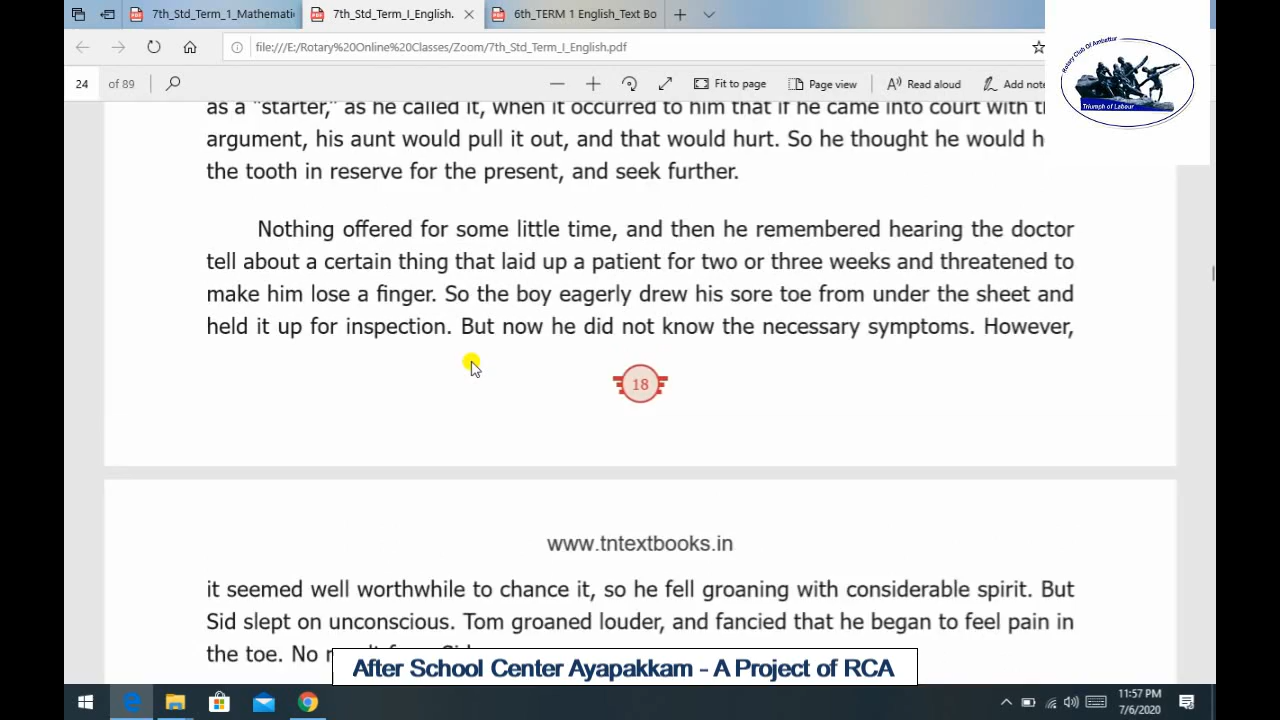 7th_Std_Term_1_Mathemati
7th_Std_Term_I_English.
6th_TERM 1 English_Text Bo
file:///E:/Rotary%20Online%20Classes/Zoom/7th_Std_Term_I_English.pdf
24 of 89
Fit to page
Page view
Read aloud
Add note
Rotary Club Of Ambattur
Triumph of Labour
as a “starter,” as he called it, when it occurred to him that if he came into court with
argument, his aunt would pull it out, and that would hurt. So he thought he would
the tooth in reserve for the present, and seek further.
Nothing offered for some little time, and then he remembered hearing the doctor
tell about a certain thing that laid up a patient for two or three weeks and threatened to
make him lose a finger. So the boy eagerly drew his sore toe from under the sheet and
held it up for inspection. But now he did not know the necessary symptoms. However,
18
www.tntextbooks.in
it seemed well worthwhile to chance it, so he fell groaning with considerable spirit. But
Sid slept on unconscious. Tom groaned louder, and fancied that he began to feel pain in
the toe. No
After School Center Ayapakkam - A Project of RCA
11:57 PM
7/6/2020